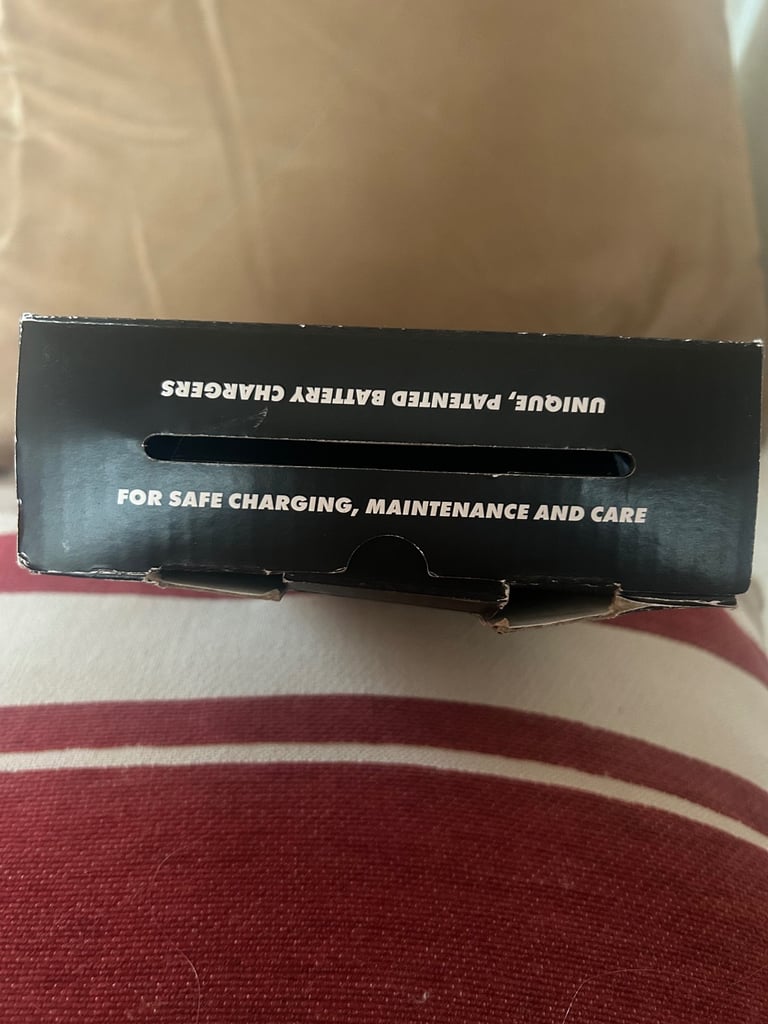 UNIQUE, PATENTED BATTERY CHARGERS
FOR SAFE CHARGING, MAINTENANCE AND CARE